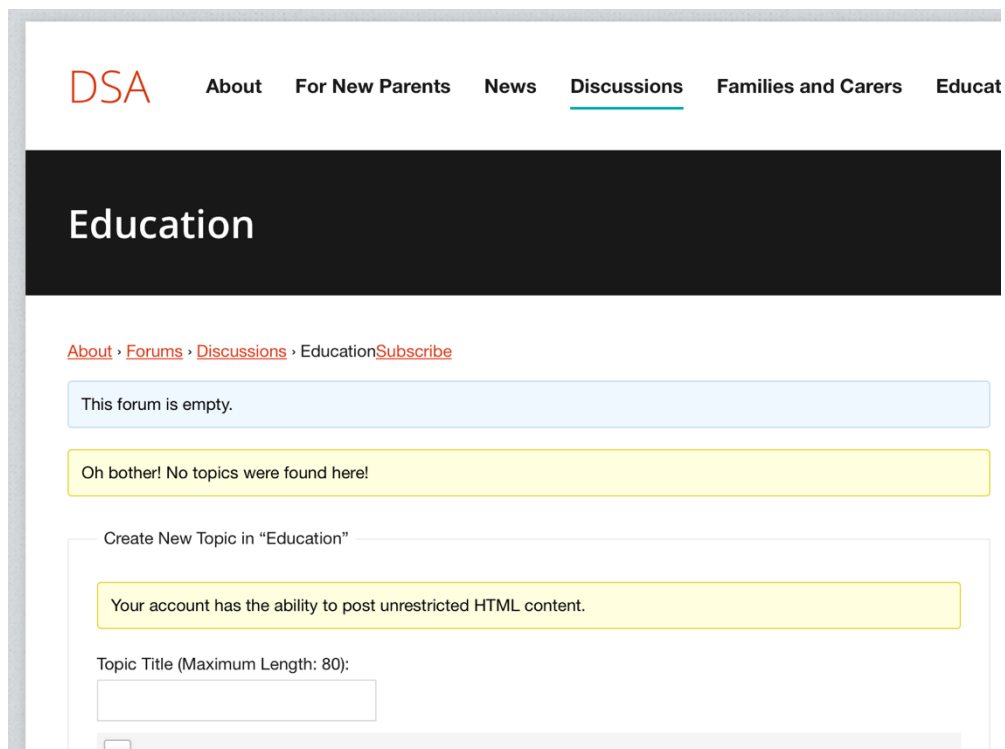 DSA About For New Parents News Discussions Families and Carers Educat
Education
About › Forums › Discussions › EducationSubscribe
This forum is empty.
Oh bother! No topics were found here!
Create New Topic in “Education”
Your account has the ability to post unrestricted HTML content.
Topic Title (Maximum Length: 80):